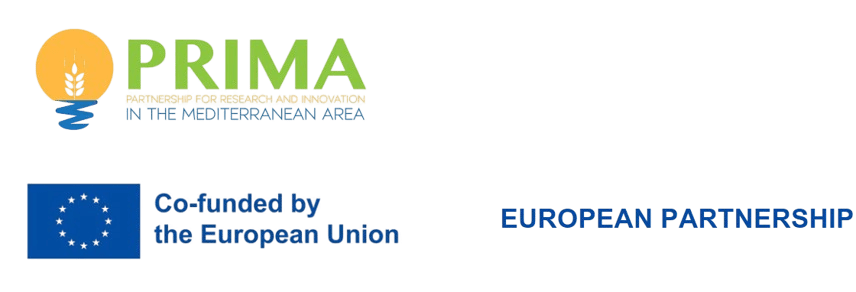 PRIMA
PARTNERSHIP FOR RESEARCH AND INNOVATION
IN THE MEDITERRANEAN AREA
Co-funded by
the European Union
EUROPEAN PARTNERSHIP